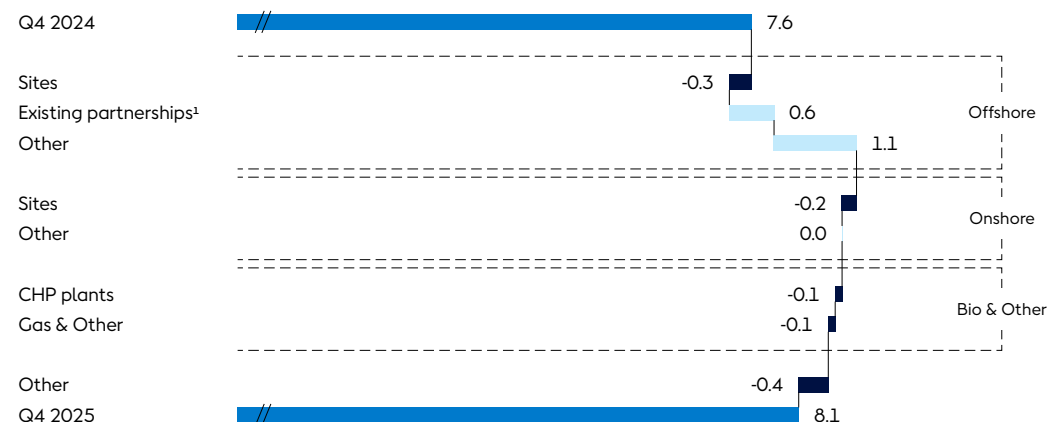 Q4 2024 7.6
Sites -0.3
Existing partnerships¹ 0.6 Offshore
Other 1.1
Sites -0.2
Onshore
Other 0.0
CHP plants -0.1
Bio & Other
Gas & Other -0.1
Other -0.4
Q4 2025 8.1